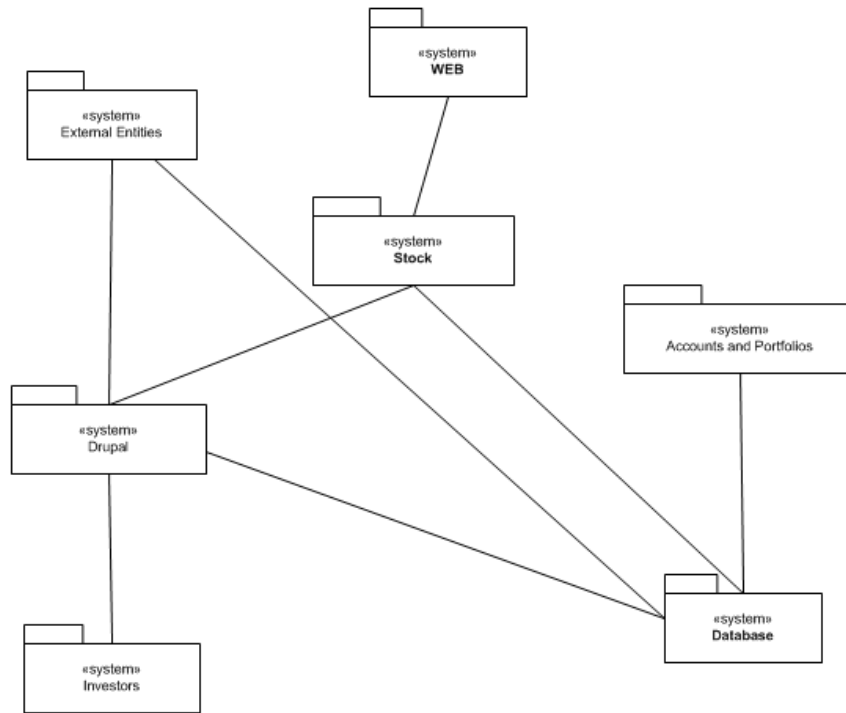 «system»
WEB
«system»
External Entities
«system»
Stock
«system»
Accounts and Portfolios
«system»
Drupal
«system»
Database
«system»
Investors